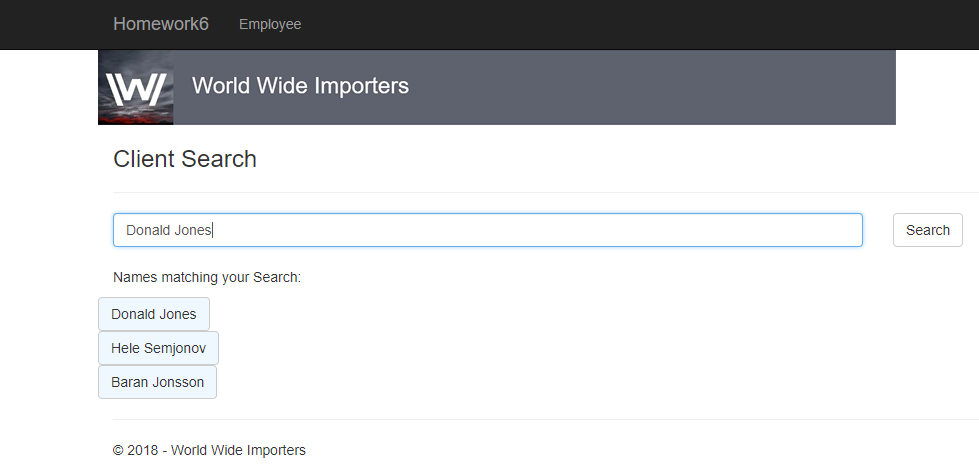 Homework6 Employee
W World Wide Importers
Client Search
Donald Jones Search
Names matching your Search:
Donald Jones
Hele Semjonov
Baran Jonsson
© 2018 - World Wide Importers